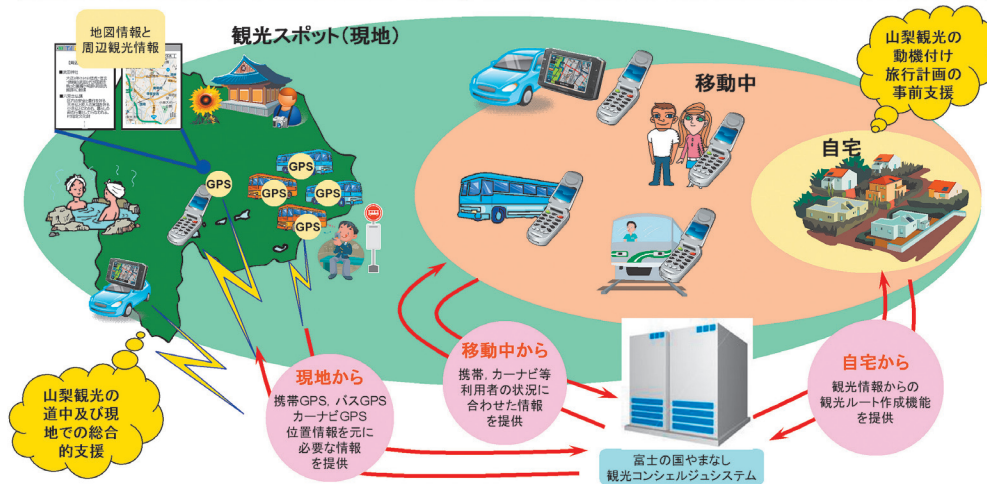 地図情報と
周辺観光情報
観光スポット(現地)
移動中
自宅
山梨観光の
動機付け
旅行計画の
事前支援
GPS
GPS
GPS
GPS
GPS
山梨観光の
道中及び現
地での総合
的支援
現地から
携帯GPS, バスGPS
カーナビGPS
位置情報を元に
必要な情報
を提供
移動中から
携帯, カーナビ等
利用者の状況に
合わせた情報
を提供
自宅から
観光情報からの
観光ルート作成機能
を提供
富士の国やまなし
観光コンシェルジュシステム